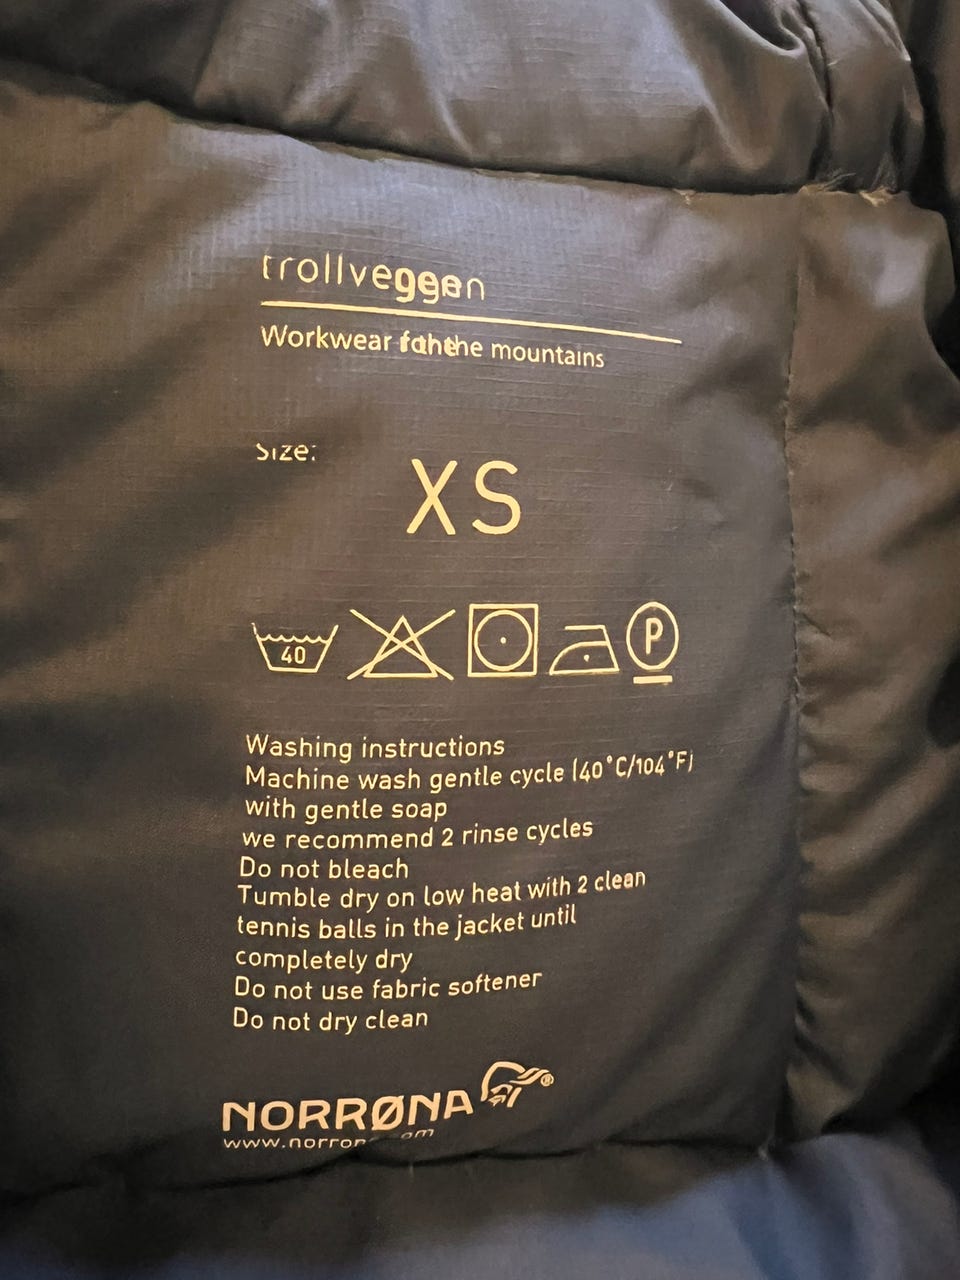 trollveggen
Workwear for the mountains
Size:
XS
40
P
Washing instructions
Machine wash gentle cycle (40°C/104°F)
with gentle soap
we recommend 2 rinse cycles
Do not bleach
Tumble dry on low heat with 2 clean
tennis balls in the jacket until
completely dry
Do not use fabric softener
Do not dry clean
NORRØNA ®